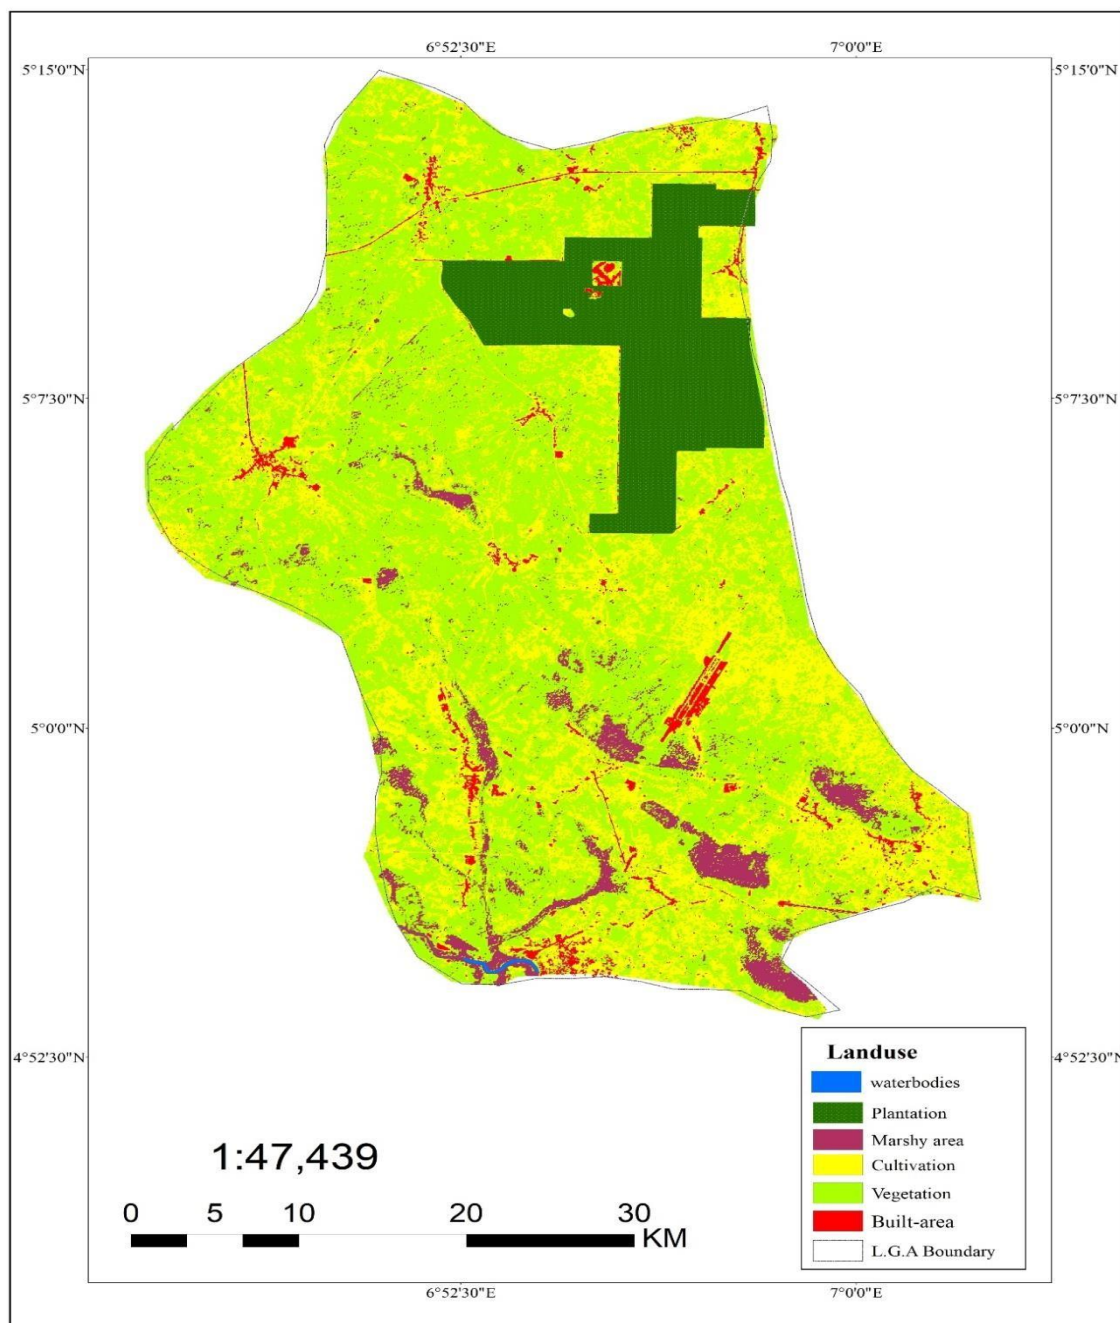 6°52'30"E 7°0'0"E
5°15'0"N 5°15'0"N
5°7'30"N 5°7'30"N
5°0'0"N 5°0'0"N
4°52'30"N 4°52'30"N
Landuse
waterbodies
Plantation
Marshy area
Cultivation
Vegetation
Built-area
L.G.A Boundary
1:47,439
0 5 10 20 30
KM
6°52'30"E 7°0'0"E